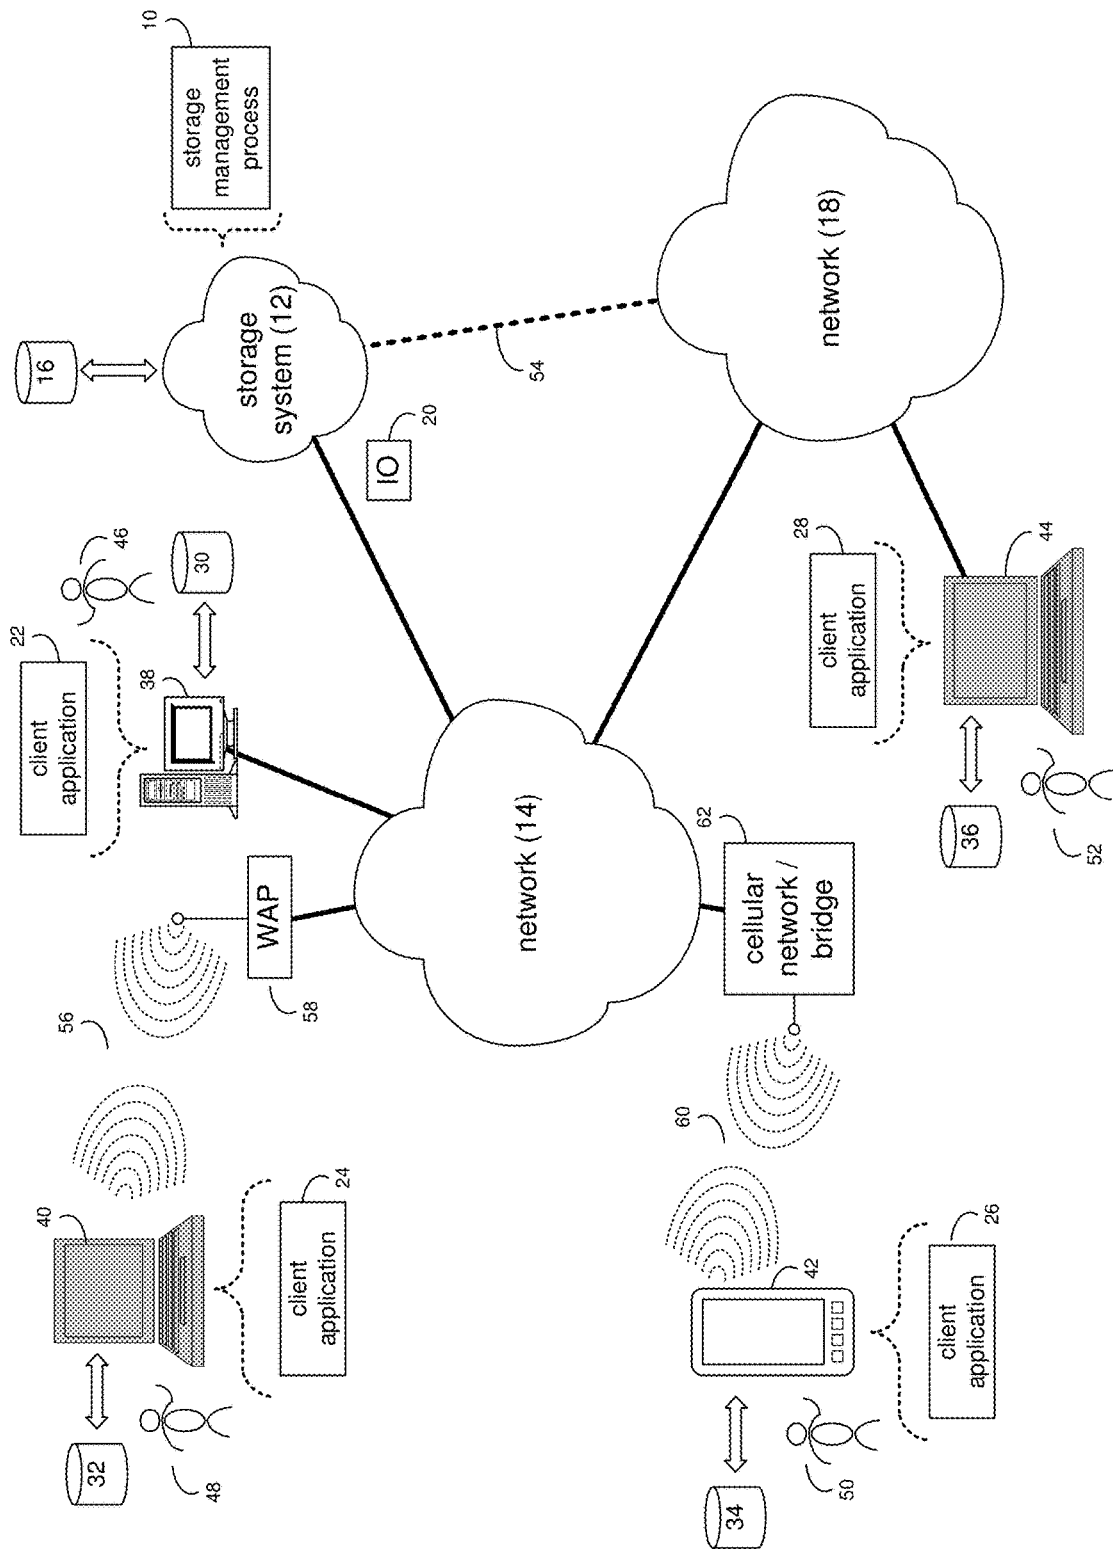 10
storage
management
process
16
storage
system (12)
54
network (18)
IO
20
46
30
22
client
application
38
28
client
application
44
36
52
network (14)
62
cellular
network /
bridge
WAP
58
56
60
40
24
client
application
32
48
42
26
client
application
34
50